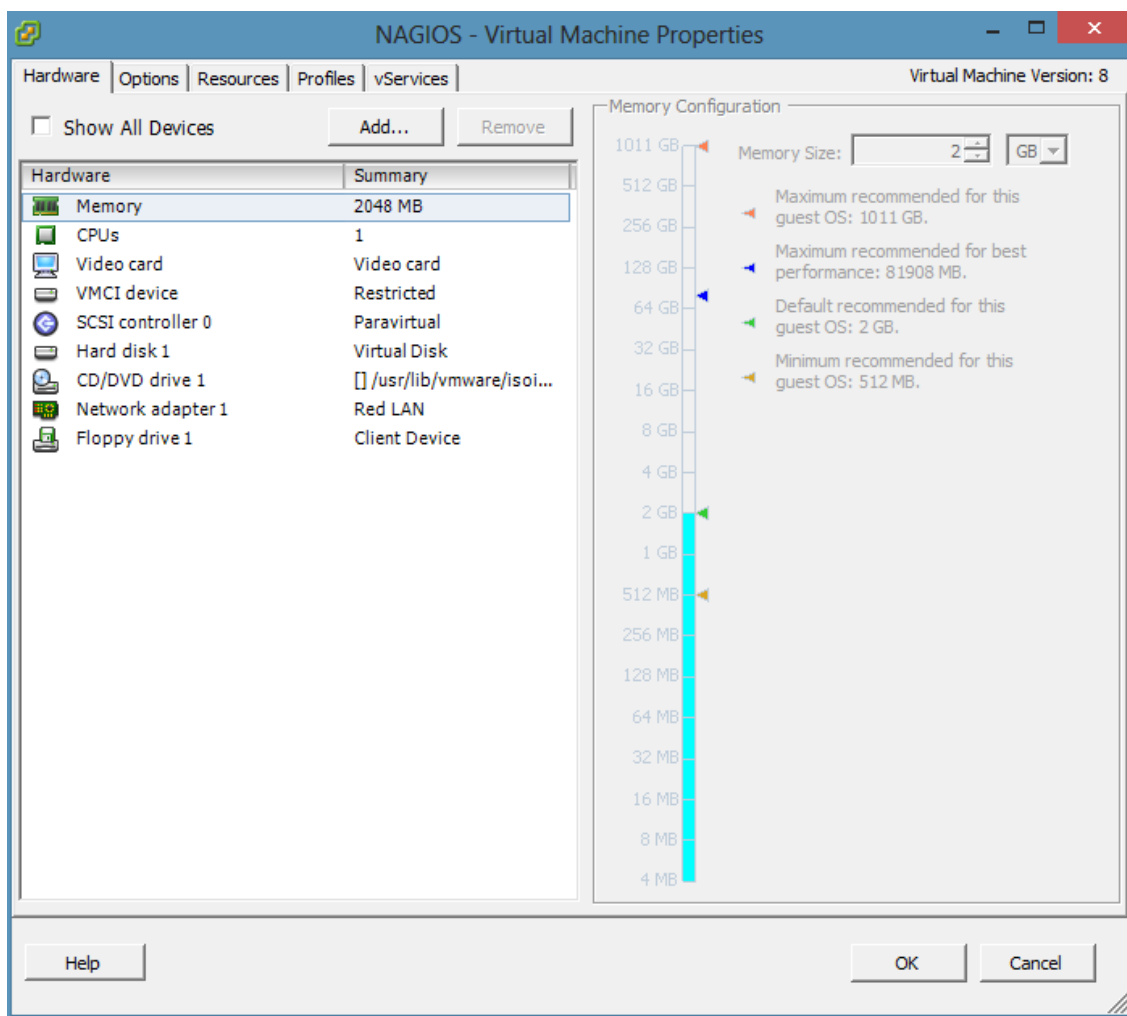 NAGIOS - Virtual Machine Properties
Hardware Options Resources Profiles vServices Virtual Machine Version: 8
Show All Devices Add... Remove
Hardware Summary
Memory 2048 MB
CPUs 1
Video card Video card
VMCI device Restricted
SCSI controller 0 Paravirtual
Hard disk 1 Virtual Disk
CD/DVD drive 1 [] /usr/lib/vmware/isoi...
Network adapter 1 Red LAN
Floppy drive 1 Client Device
Memory Configuration
Memory Size: 2 GB
1011 GB
512 GB
256 GB
128 GB
64 GB
32 GB
16 GB
8 GB
4 GB
2 GB
1 GB
512 MB
256 MB
128 MB
64 MB
32 MB
16 MB
8 MB
4 MB
Maximum recommended for this
guest OS: 1011 GB.
Maximum recommended for best
performance: 81908 MB.
Default recommended for this
guest OS: 2 GB.
Minimum recommended for this
guest OS: 512 MB.
Help OK Cancel